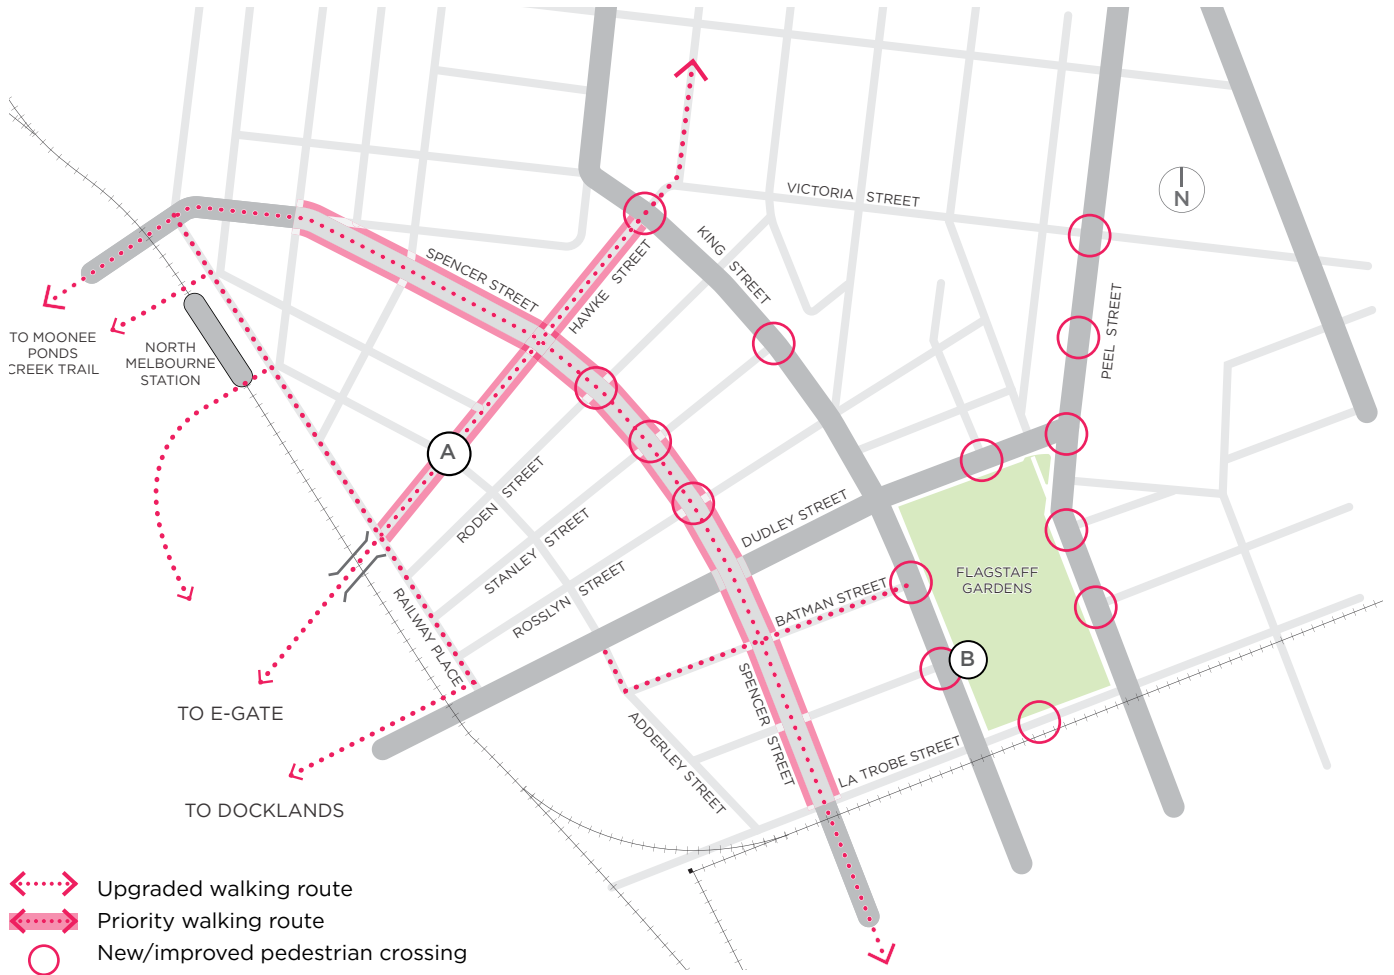 VICTORIA STREET
N
KING STREET
SPENCER STREET
HAWKE STREET
PEEL STREET
TO MOONEE
PONDS
CREEK TRAIL
NORTH
MELBOURNE
STATION
A
RODEN STREET
STANLEY STREET
ROSSLYN STREET
DUDLEY STREET
BATMAN STREET
FLAGSTAFF
GARDENS
RAILWAY PLACE
B
SPENCER STREET
ADDERLEY STREET
LA TROBE STREET
TO E-GATE
TO DOCKLANDS
Upgraded walking route
Priority walking route
New/improved pedestrian crossing